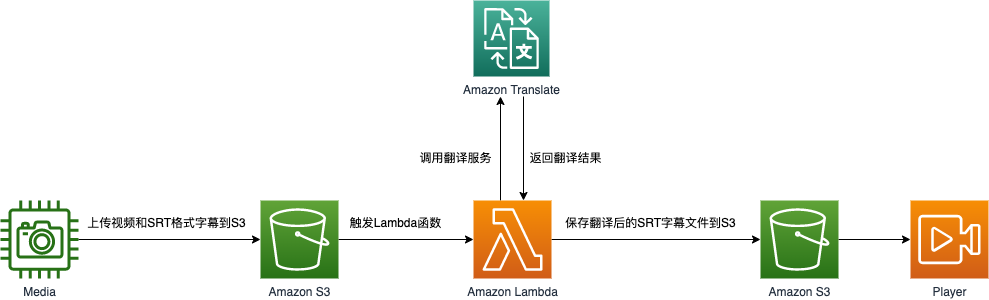 A
文
Amazon Translate
调用翻译服务
返回翻译结果
上传视频和SRT格式字幕到S3
触发Lambda函数
保存翻译后的SRT字幕文件到S3
Media
Amazon S3
Amazon Lambda
Amazon S3
Player